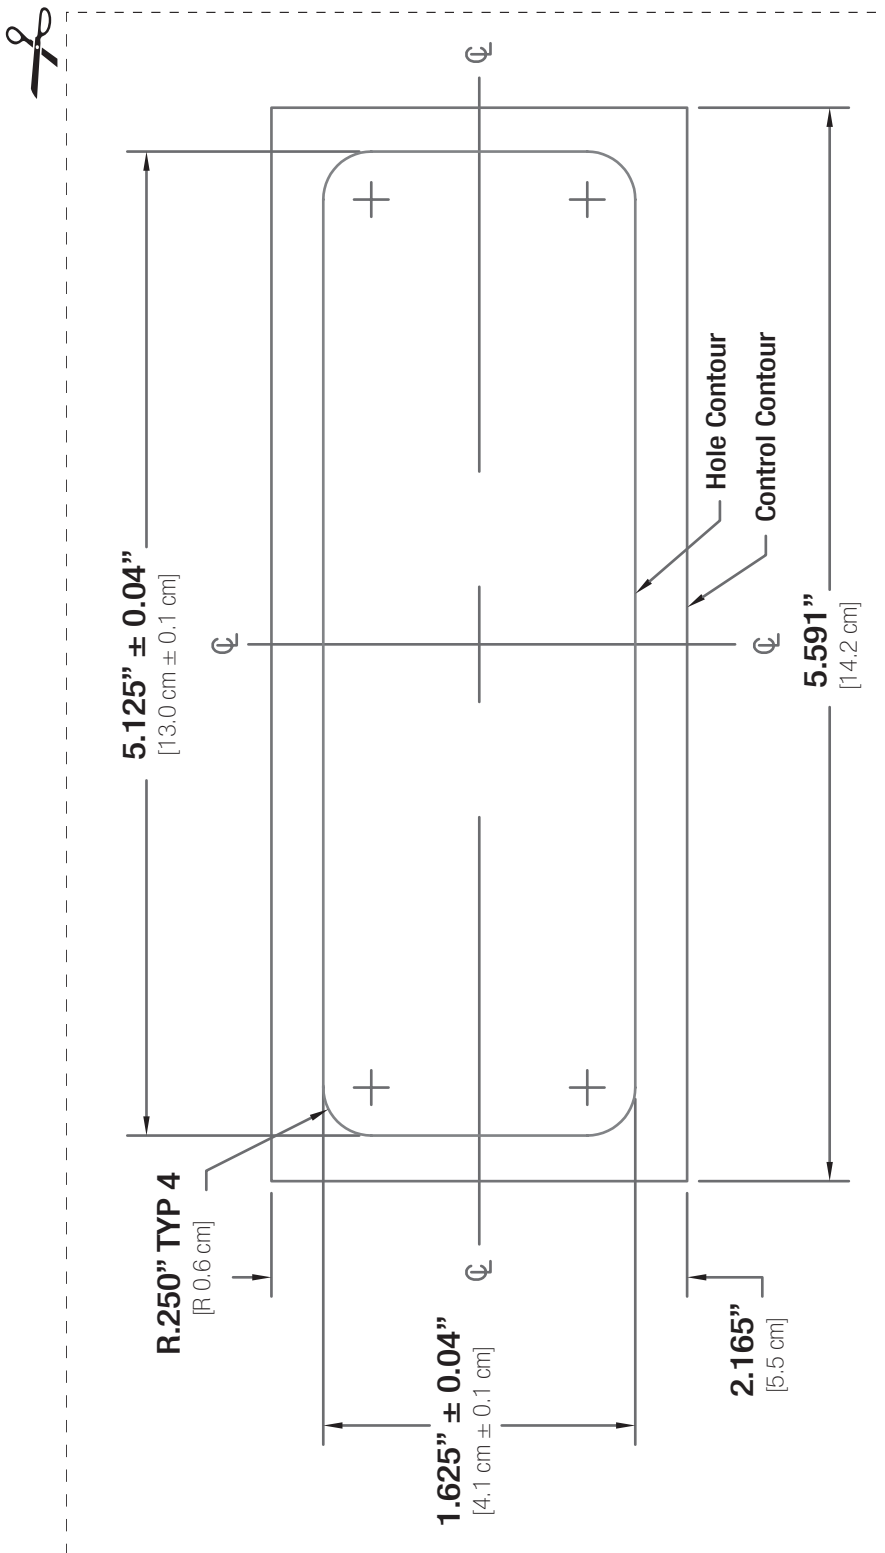 5.125” ± 0.04”
[13.0 cm ± 0.1 cm]
℄
℄
R.250” TYP 4
[R 0.6 cm]
℄
℄
1.625” ± 0.04”
[4.1 cm ± 0.1 cm]
Hole Contour
Control Contour
2.165”
[5.5 cm]
5.591”
[14.2 cm]